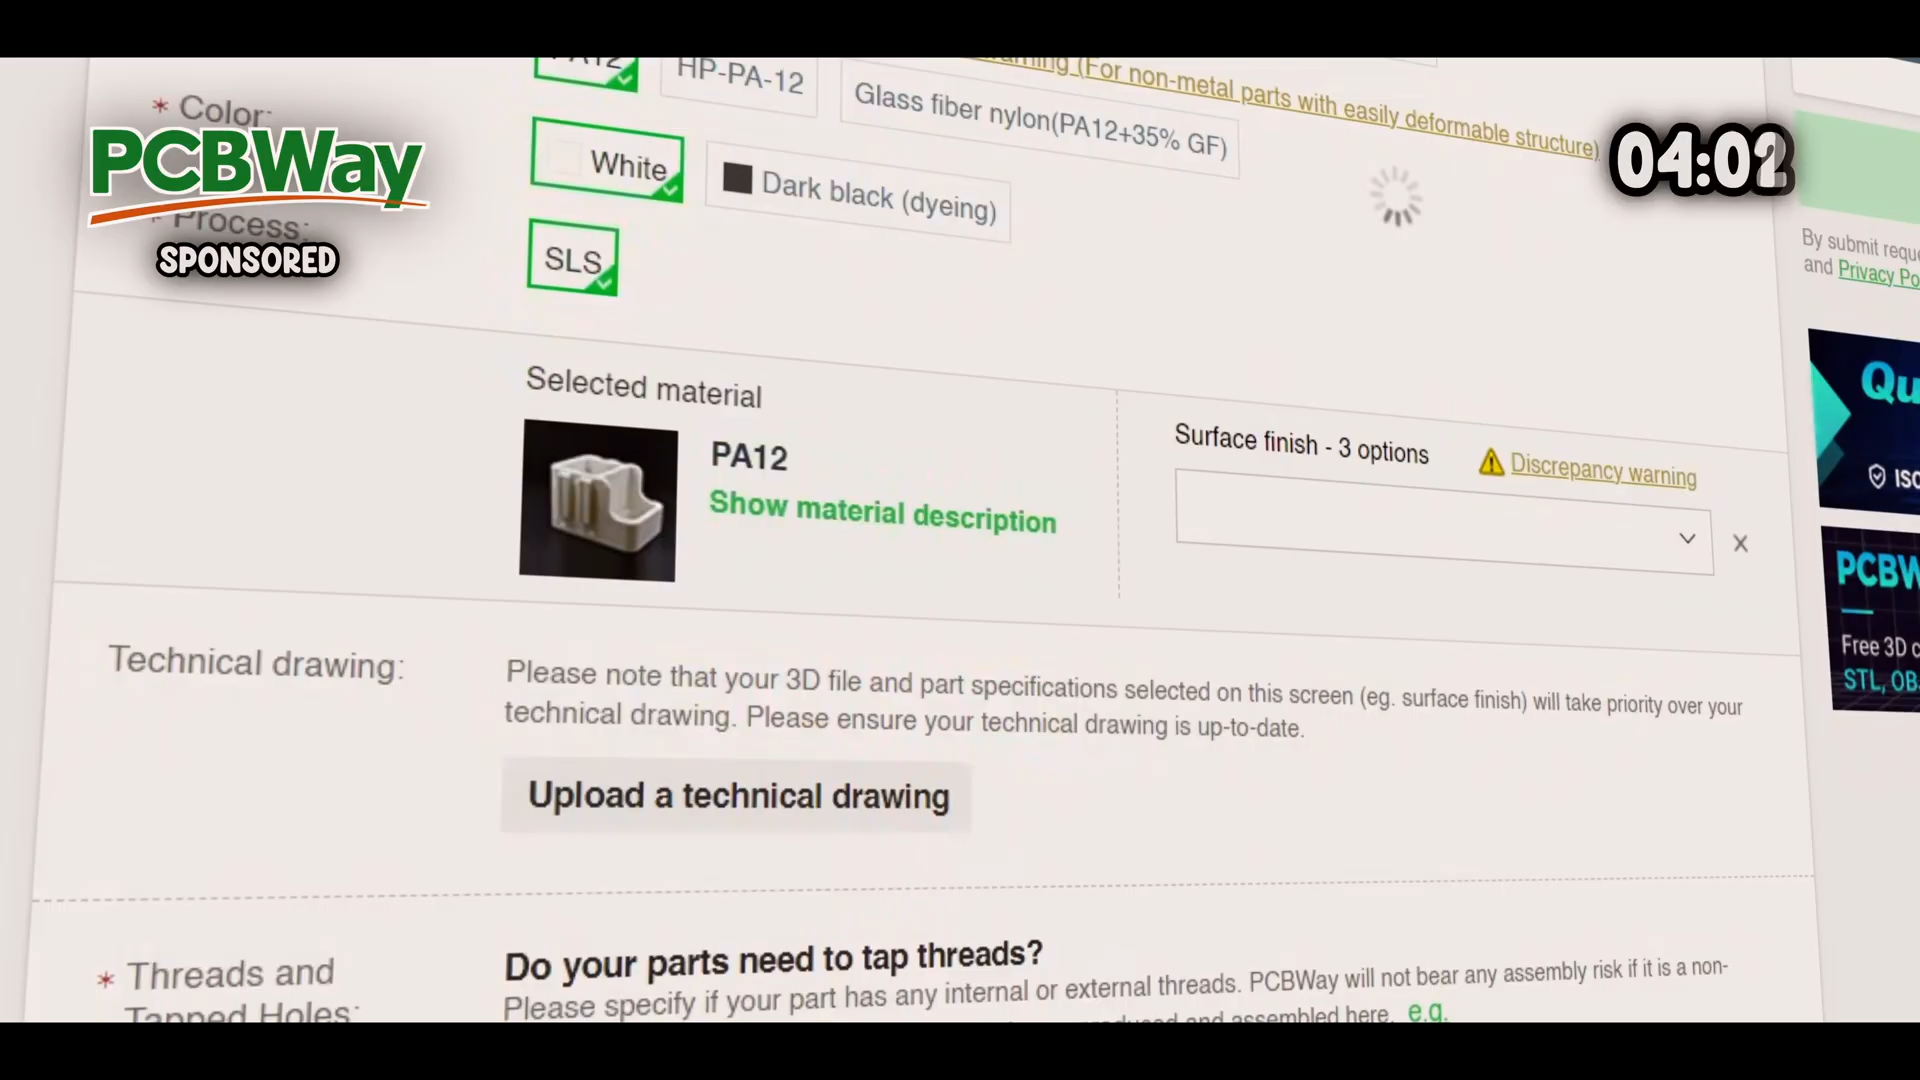 PA12
HP-PA-12
Glass fiber nylon(PA12+35% GF)
(For non-metal parts with easily deformable structure)
* Color:
PCBWay
SPONSORED
White
Dark black (dyeing)
04:02
* Process:
SLS
By submit
and Privacy
Selected material
PA12
Show material description
Surface finish - 3 options
Discrepancy warning
X
Technical drawing:
Please note that your 3D file and part specifications selected on this screen (eg. surface finish) will take priority over your
technical drawing. Please ensure your technical drawing is up-to-date.
Upload a technical drawing
Free 3D
STL,
* Threads and
Tapped Holes:
Do your parts need to tap threads?
Please specify if your part has any internal or external threads. PCBWay will not bear any assembly risk if it is a non-
and assembled here. e.g.